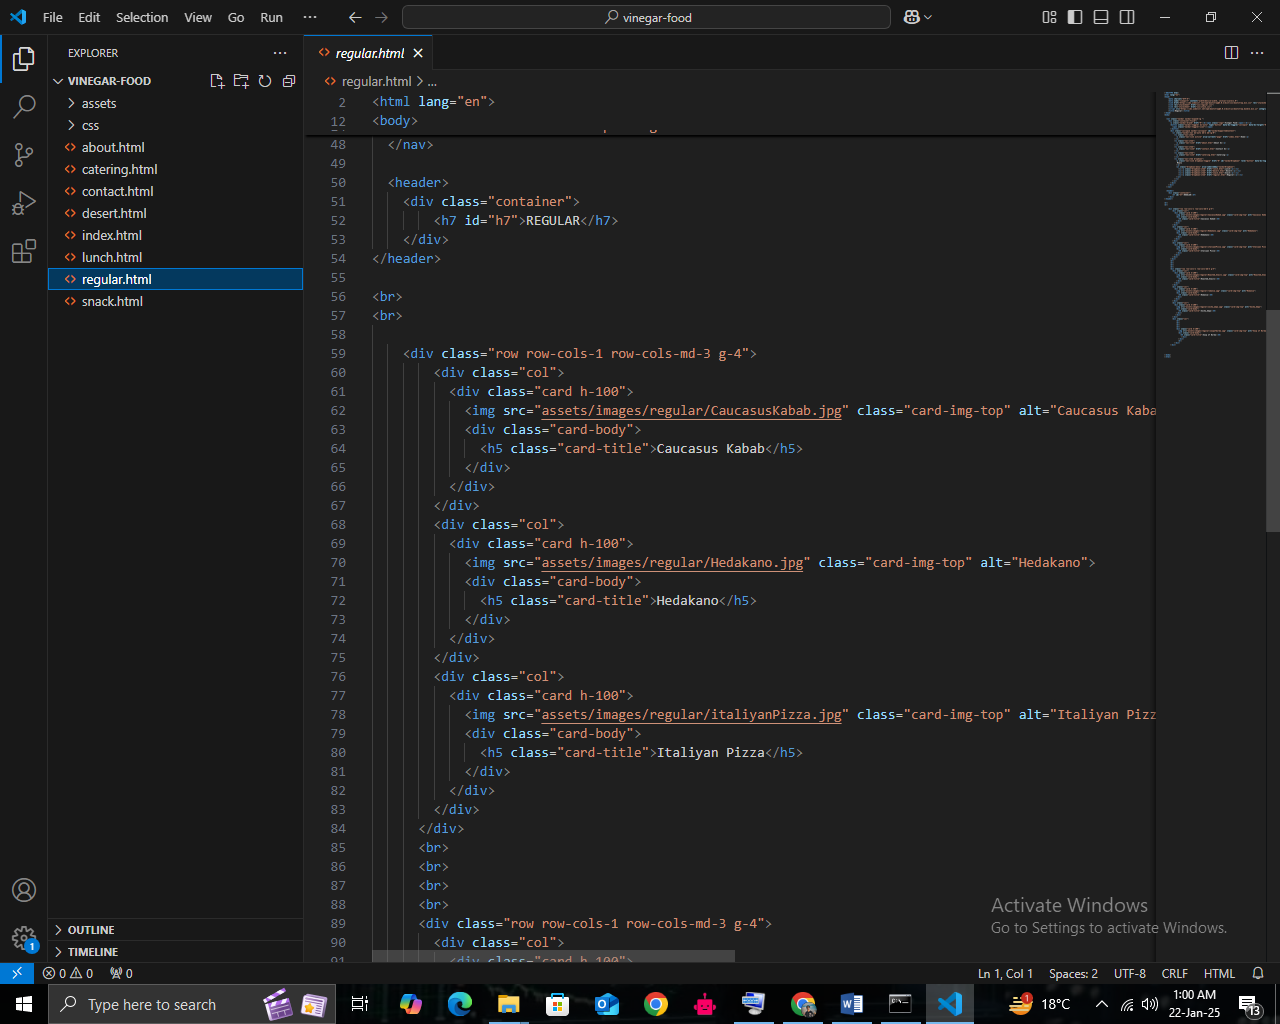 File Edit Selection View Go Run ··· vinegar-food
EXPLORER ···
VINEGAR-FOOD
assets
css
about.html
catering.html
contact.html
desert.html
index.html
lunch.html
regular.html
snack.html
OUTLINE
TIMELINE
regular.html
regular.html > ...
2 <html lang="en">
12 <body>
48 </nav>
49
50 <header>
51 <div class="container">
52 <h7 id="h7">REGULAR</h7>
53 </div>
54 </header>
55
56 <br>
57 <br>
58
59 <div class="row row-cols-1 row-cols-md-3 g-4">
60 <div class="col">
61 <div class="card h-100">
62 <img src="assets/images/regular/CaucasusKabab.jpg" class="card-img-top" alt="Caucasus Kaba
63 <div class="card-body">
64 <h5 class="card-title">Caucasus Kabab</h5>
65 </div>
66 </div>
67 </div>
68 <div class="col">
69 <div class="card h-100">
70 <img src="assets/images/regular/Hedakano.jpg" class="card-img-top" alt="Hedakano">
71 <div class="card-body">
72 <h5 class="card-title">Hedakano</h5>
73 </div>
74 </div>
75 </div>
76 <div class="col">
77 <div class="card h-100">
78 <img src="assets/images/regular/italiyanPizza.jpg" class="card-img-top" alt="Italiyan Pizz
79 <div class="card-body">
80 <h5 class="card-title">Italiyan Pizza</h5>
81 </div>
82 </div>
83 </div>
84 </div>
85 <br>
86 <br>
87 <br>
88 <br>
89 <div class="row row-cols-1 row-cols-md-3 g-4">
90 <div class="col">
91 <div class="card h-100">
Activate Windows
Go to Settings to activate Windows.
1
0 0 0 Ln 1, Col 1 Spaces: 2 UTF-8 CRLF HTML
Type here to search 1 18°C 1:00 AM
22-Jan-25 13